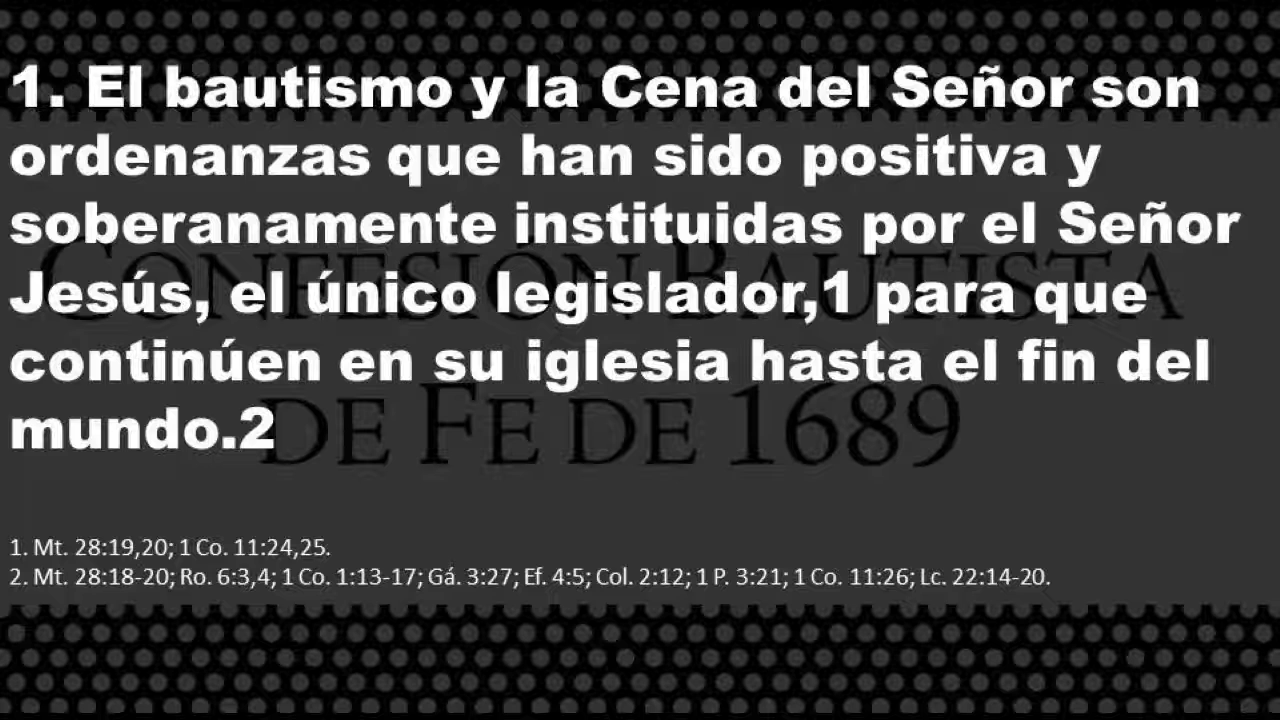 1. El bautismo y la Cena del Señor son
ordenanzas que han sido positiva y
soberanamente instituidas por el Señor
Jesús, el único legislador,1 para que
continúen en su iglesia hasta el fin del
mundo.2
Confesión Bautista
de Fe de 1689
1. Mt. 28:19,20; 1 Co. 11:24,25.
2. Mt. 28:18-20; Ro. 6:3,4; 1 Co. 1:13-17; Gá. 3:27; Ef. 4:5; Col. 2:12; 1 P. 3:21; 1 Co. 11:26; Lc. 22:14-20.